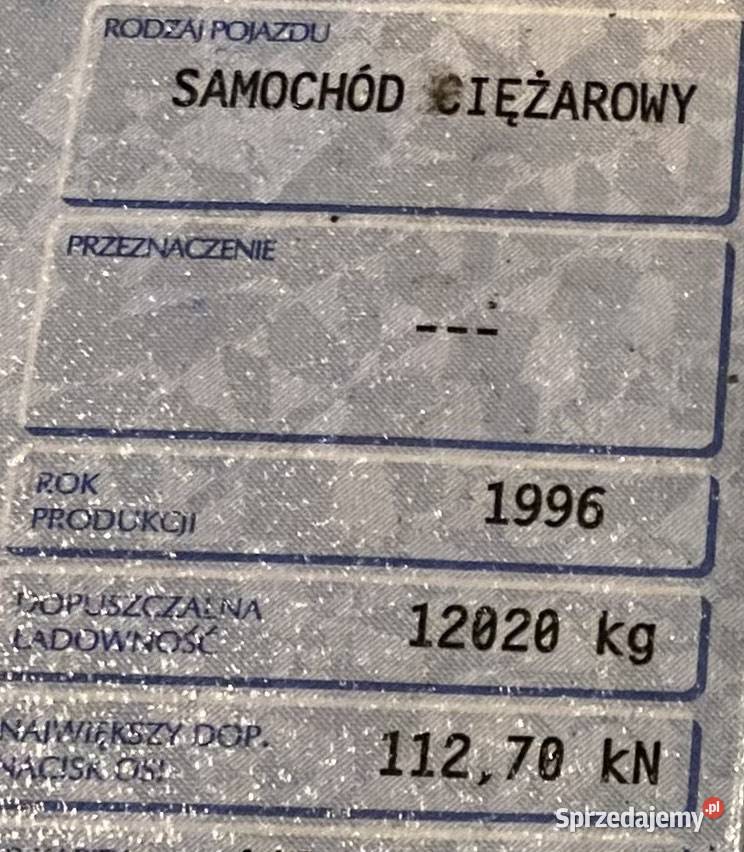 RODZAJ POJAZDU
SAMOCHÓD CIĘŻAROWY
PRZEZNACZENIE
---
ROK
PRODUKCJI
1996
DOPUSZCZALNA
ŁADOWNOŚĆ
12020 kg
NAJWIĘKSZY DOP.
NACISK OSI
112,70 kN
Sprzedajemy.pl